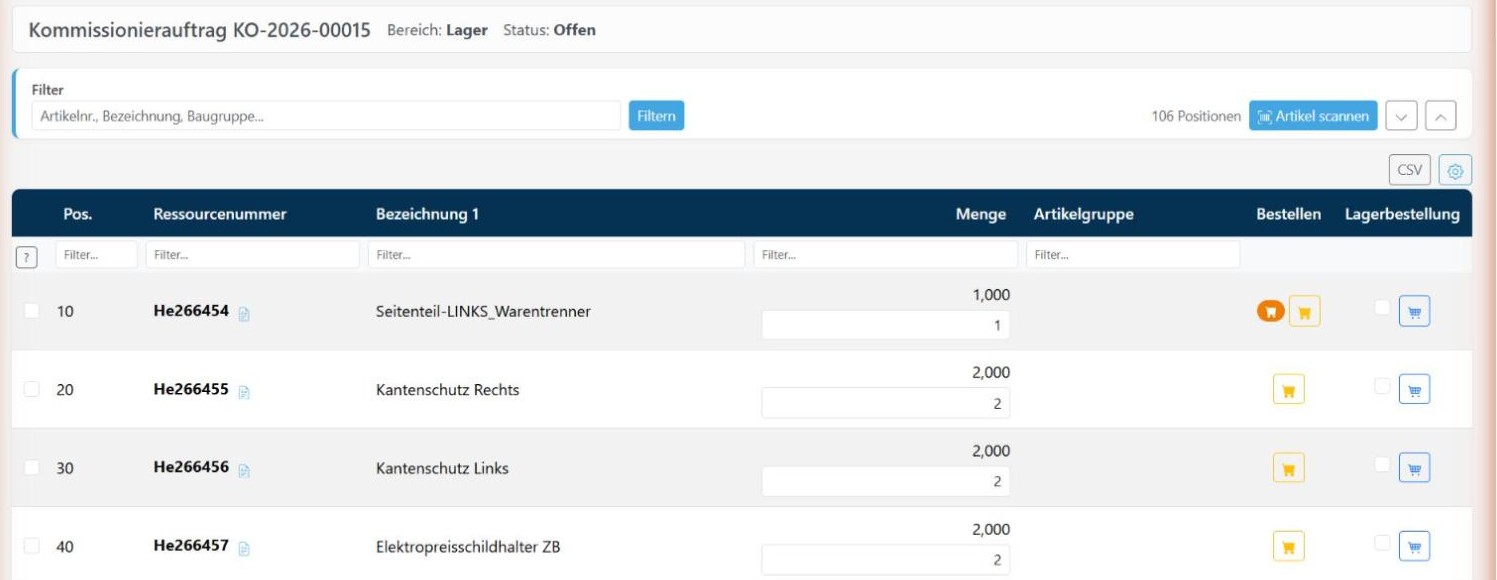 Kommissionierauftrag KO-2026-00015 Bereich: Lager Status: Offen
Filter
Artikelnr., Bezeichnung, Baugruppe... Filtern 106 Positionen Artikel scannen
CSV
Pos. Ressourcenummer Bezeichnung 1 Menge Artikelgruppe Bestellen Lagerbestellung
? Filter... Filter... Filter... Filter... Filter...
10 He266454 Seitenteil-LINKS_Warentrenner 1,000
1
20 He266455 Kantenschutz Rechts 2,000
2
30 He266456 Kantenschutz Links 2,000
2
40 He266457 Elektropreisschildhalter ZB 2,000
2